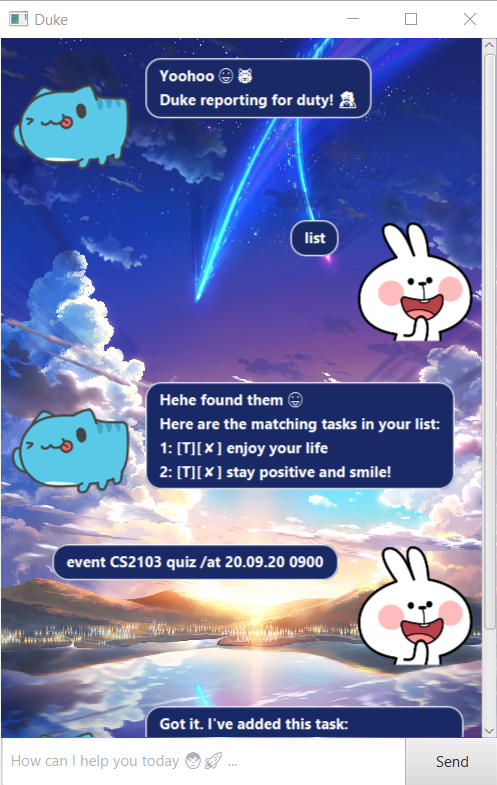 Duke
Yoohoo 😛 😸
Duke reporting for duty! 💂
list
Hehe found them 😛
Here are the matching tasks in your list:
1: [T][✘] enjoy your life
2: [T][✘] stay positive and smile!
event CS2103 quiz /at 20.09.20 0900
Got it. I've added this task:
How can I help you today 🧑‍🚀 ...
Send